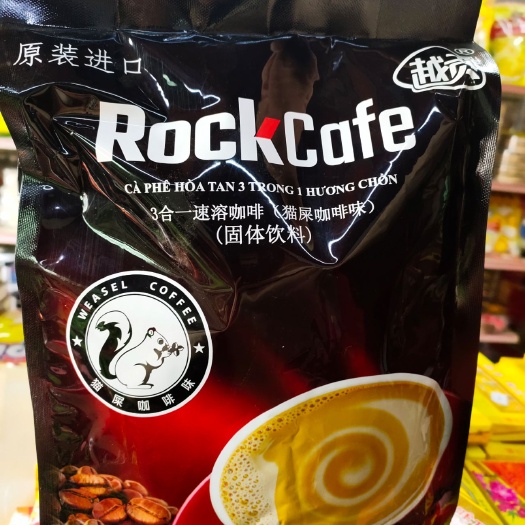 原装进口
越贡
RockCafe
CÀ PHÊ HÒA TAN 3 TRONG 1 HƯƠNG CHỒN
3合一速溶咖啡（猫屎咖啡味）
(固体饮料)
★ WEASEL COFFEE ★
猫屎咖啡味